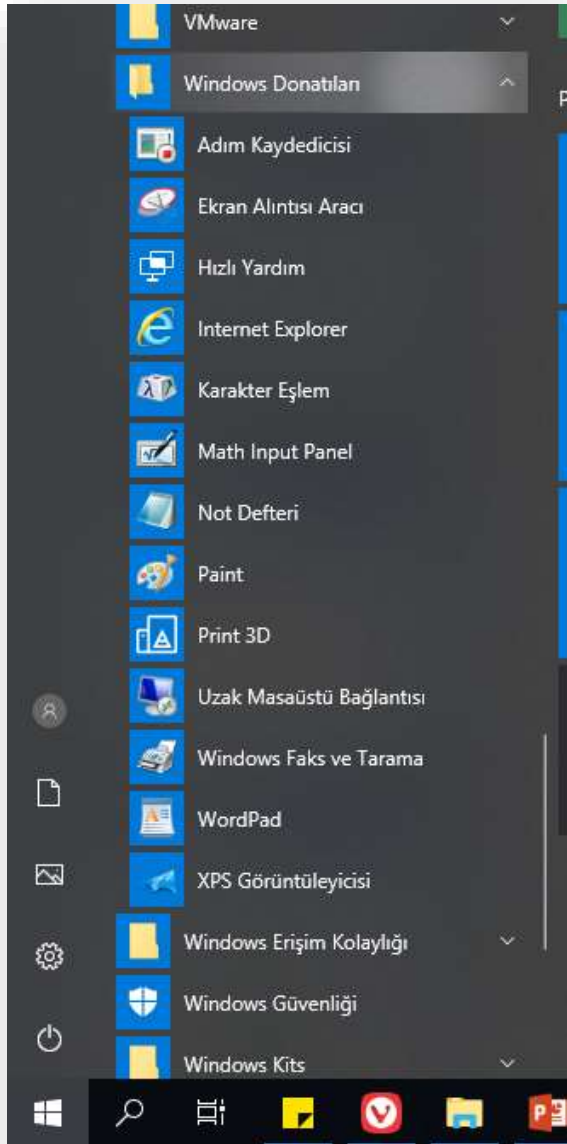 VMware
Windows Donatıları
Adım Kaydedicisi
Ekran Alıntısı Aracı
Hızlı Yardım
Internet Explorer
Karakter Eşlem
Math Input Panel
Not Defteri
Paint
Print 3D
Uzak Masaüstü Bağlantısı
Windows Faks ve Tarama
WordPad
XPS Görüntüleyicisi
Windows Erişim Kolaylığı
Windows Güvenliği
Windows Kits